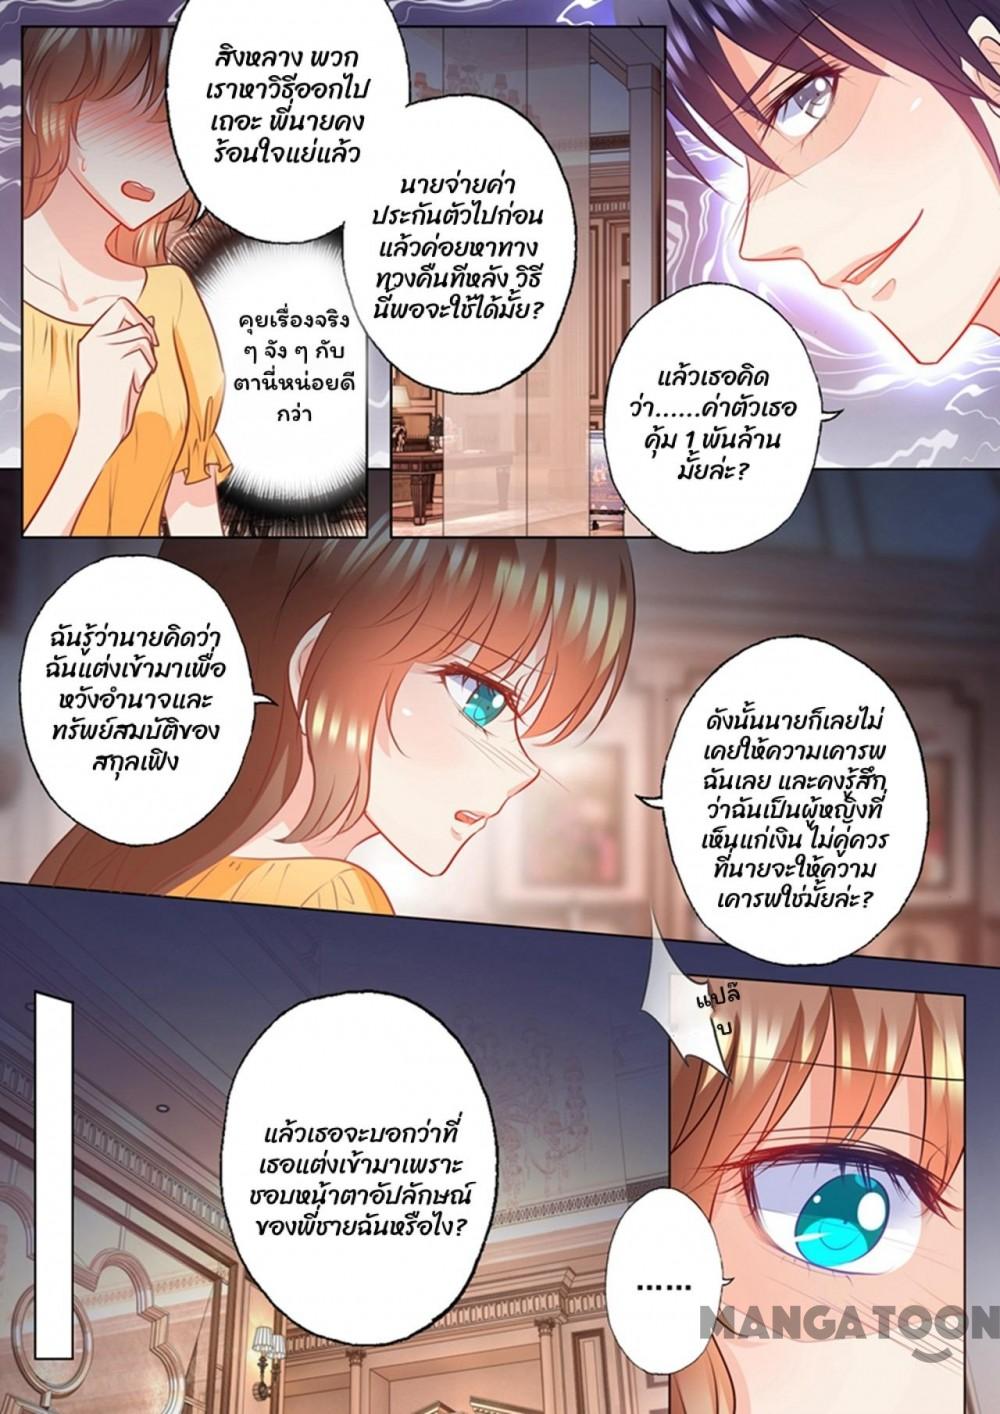 สิงหลาง พวก
เราหาวิธีออกไป
เถอะ พี่นายคง
ร้อนใจแย่แล้ว
คุยเรื่องจริง
ๆ จัง ๆ กับ
ตานี่หน่อยดี
กว่า
นายจ่ายค่า
ประกันตัวไปก่อน
แล้วค่อยหาทาง
ทวงคืนทีหลัง วิธี
นี้พอจะใช้ได้มั้ย?
แล้วเธอคิด
ว่า......ค่าตัวเธอ
คุ้ม 1 พันล้าน
มั้ยล่ะ?
ฉันรู้ว่านายคิดว่า
ฉันแต่งเข้ามาเพื่อ
หวังอำนาจและ
ทรัพย์สมบัติของ
สกุลเฟิง
ดังนั้นนายก็เลยไม่
เคยให้ความเคารพ
ฉันเลย และคงรู้สึก
ว่าฉันเป็นผู้หญิงที่
เห็นแก่เงิน ไม่คู่ควร
ที่นายจะให้ความ
เคารพใช่มั้ยล่ะ?
แปล๊
บ
แล้วเธอจะบอกว่าที่
เธอแต่งเข้ามาเพราะ
ชอบหน้าตาอัปลักษณ์
ของพี่ชายฉันหรือไง?
......
MANGATOON